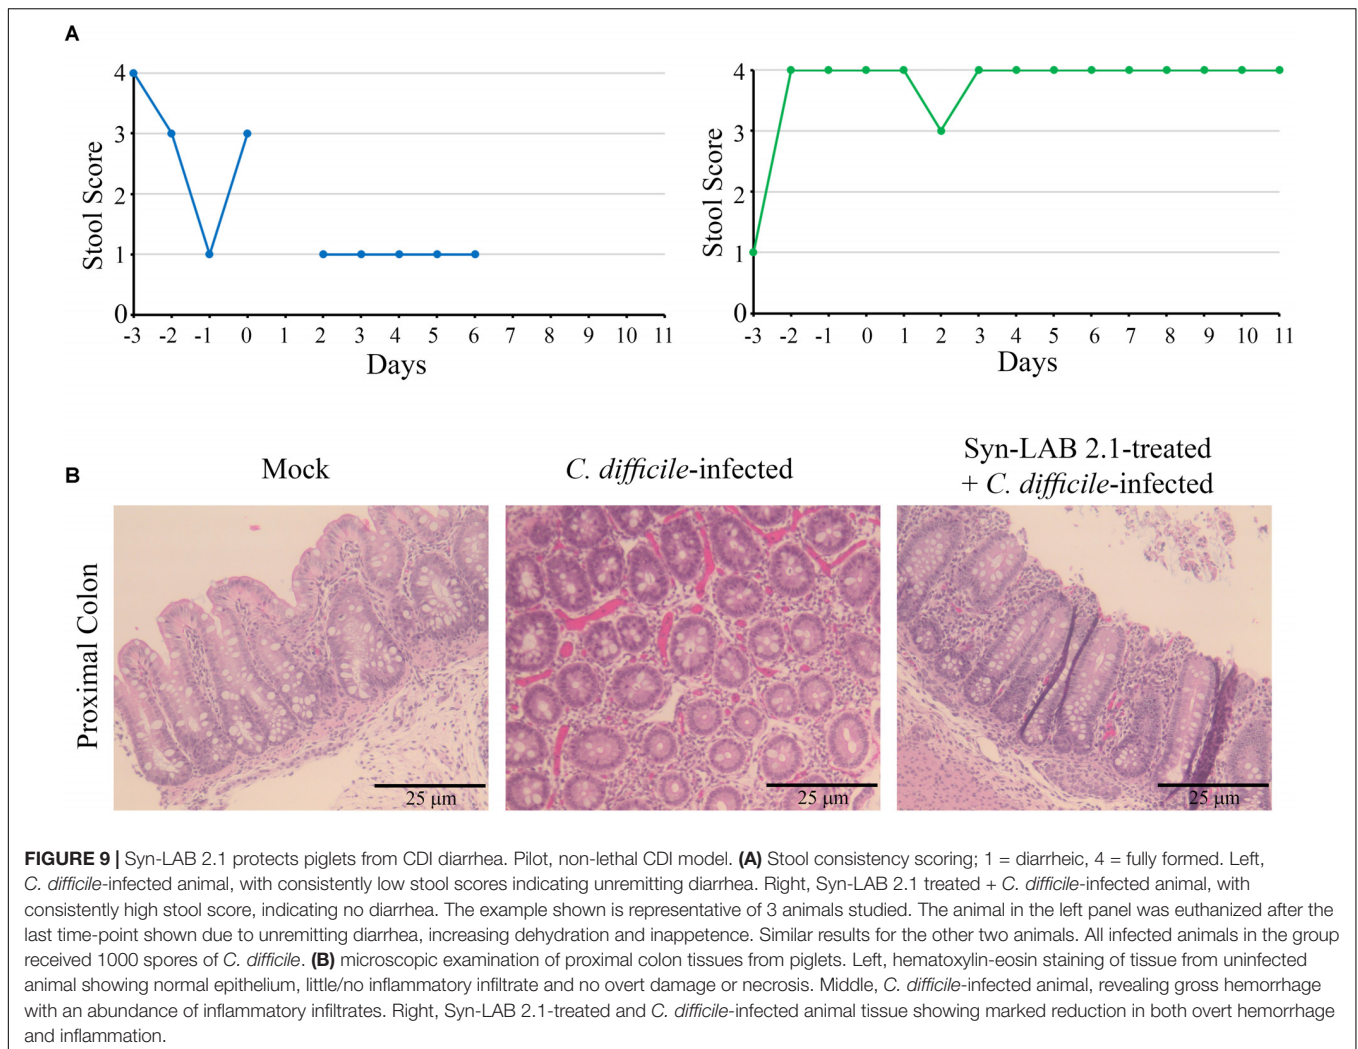 A
4
3
2
1
0
Stool Score
-3 -2 -1 0 1 2 3 4 5 6 7 8 9 10 11
Days
4
3
2
1
0
Stool Score
-3 -2 -1 0 1 2 3 4 5 6 7 8 9 10 11
Days
B
Mock
C. difficile-infected
Syn-LAB 2.1-treated
+ C. difficile-infected
Proximal Colon
25 µm
25 µm
25 µm
FIGURE 9 | Syn-LAB 2.1 protects piglets from CDI diarrhea. Pilot, non-lethal CDI model. (A) Stool consistency scoring; 1 = diarrheic, 4 = fully formed. Left,
C. difficile-infected animal, with consistently low stool scores indicating unremitting diarrhea. Right, Syn-LAB 2.1 treated + C. difficile-infected animal, with
consistently high stool score, indicating no diarrhea. The example shown is representative of 3 animals studied. The animal in the left panel was euthanized after the
last time-point shown due to unremitting diarrhea, increasing dehydration and inappetence. Similar results for the other two animals. All infected animals in the group
received 1000 spores of C. difficile. (B) microscopic examination of proximal colon tissues from piglets. Left, hematoxylin-eosin staining of tissue from uninfected
animal showing normal epithelium, little/no inflammatory infiltrate and no overt damage or necrosis. Middle, C. difficile-infected animal, revealing gross hemorrhage
with an abundance of inflammatory infiltrates. Right, Syn-LAB 2.1-treated and C. difficile-infected animal tissue showing marked reduction in both overt hemorrhage
and inflammation.